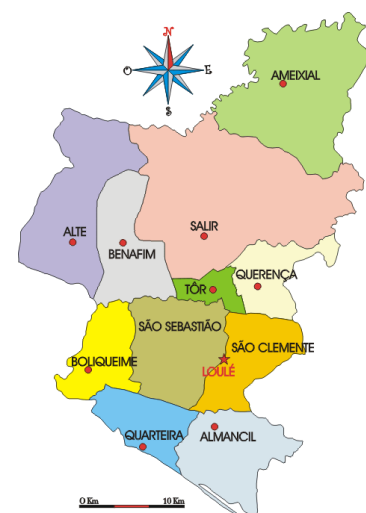 N
O
E
S
AMEIXIAL
SALIR
ALTE
BENAFIM
QUERENÇA
TÔR
SÃO SEBASTIÃO
SÃO CLEMENTE
BOLIQUEIME
LOULÉ
QUARTEIRA
ALMANCIL
0 Km
10 Km